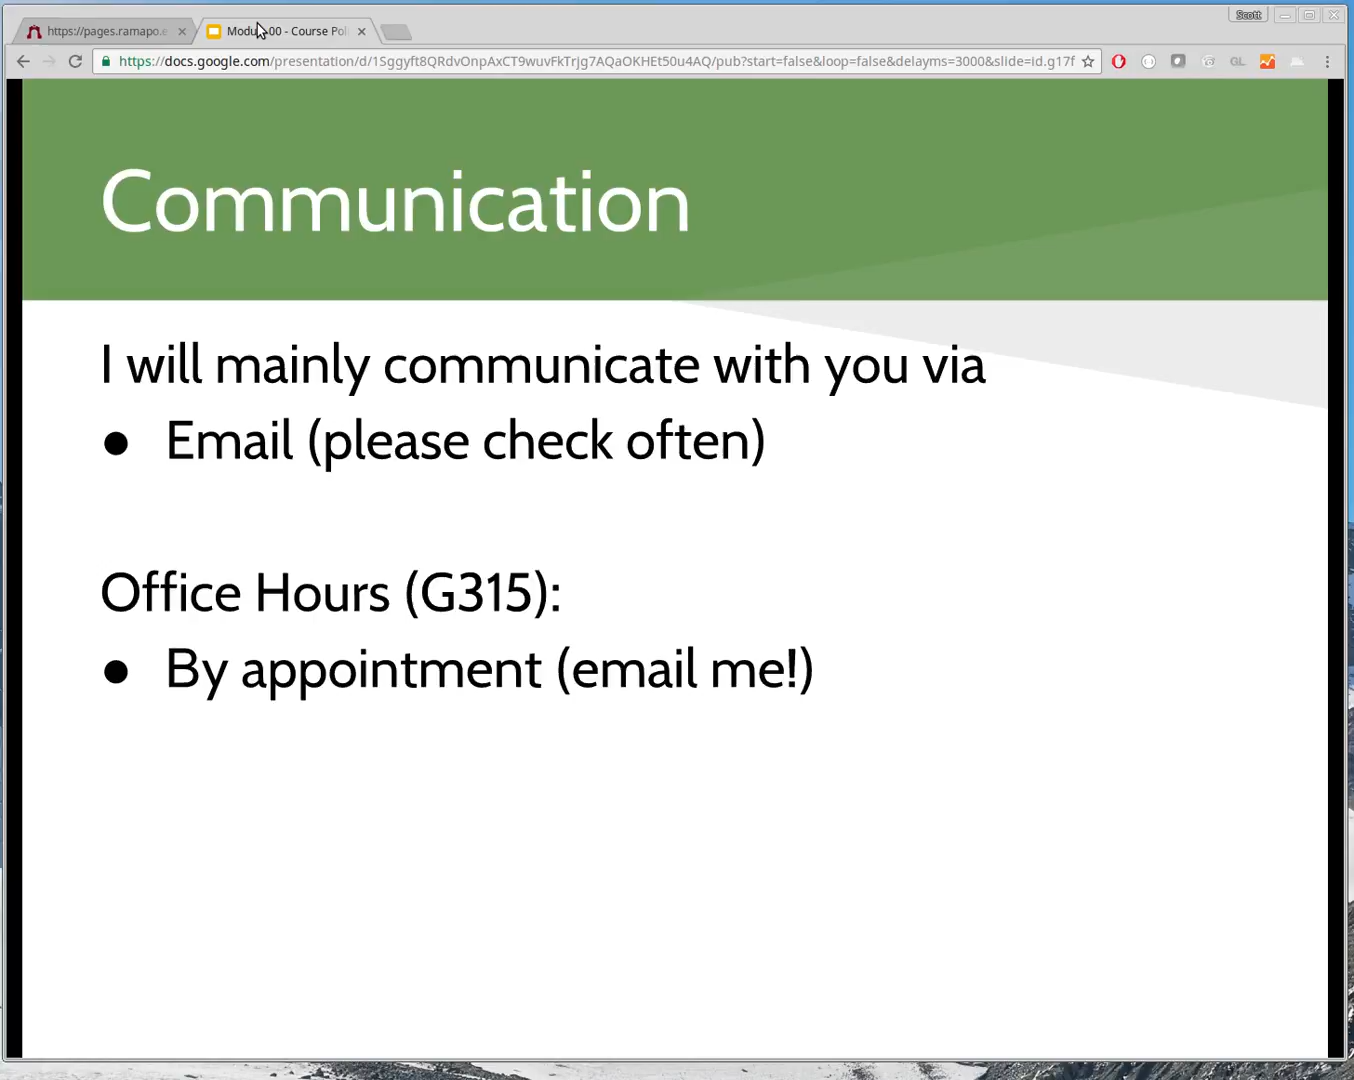 Scott
https://pages.ramapo.e
Modu 00 - Course Pol
https://docs.google.com/presentation/d/1Sggyft8QRdvOnpAxCT9wuvFkTrjg7AQaOKHEt50u4AQ/pub?start=false&loop=false&delayms=3000&slide=id.g17f
GL
Communication
I will mainly communicate with you via
● Email (please check often)
Office Hours (G315):
● By appointment (email me!)